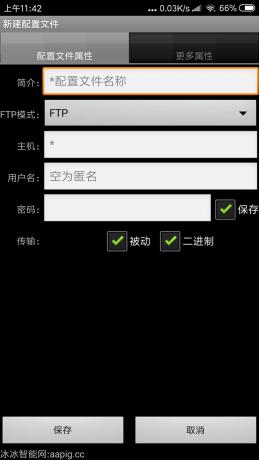 上午11:42 ... 0.03K/s 66%
新建配置文件
配置文件属性 更多属性
简介: *配置文件名称
FTP模式: FTP
主机: *
用户名: 空为匿名
密码: 保存
传输: 被动 二进制
保存 取消
冰冰智能网:aapig.cc